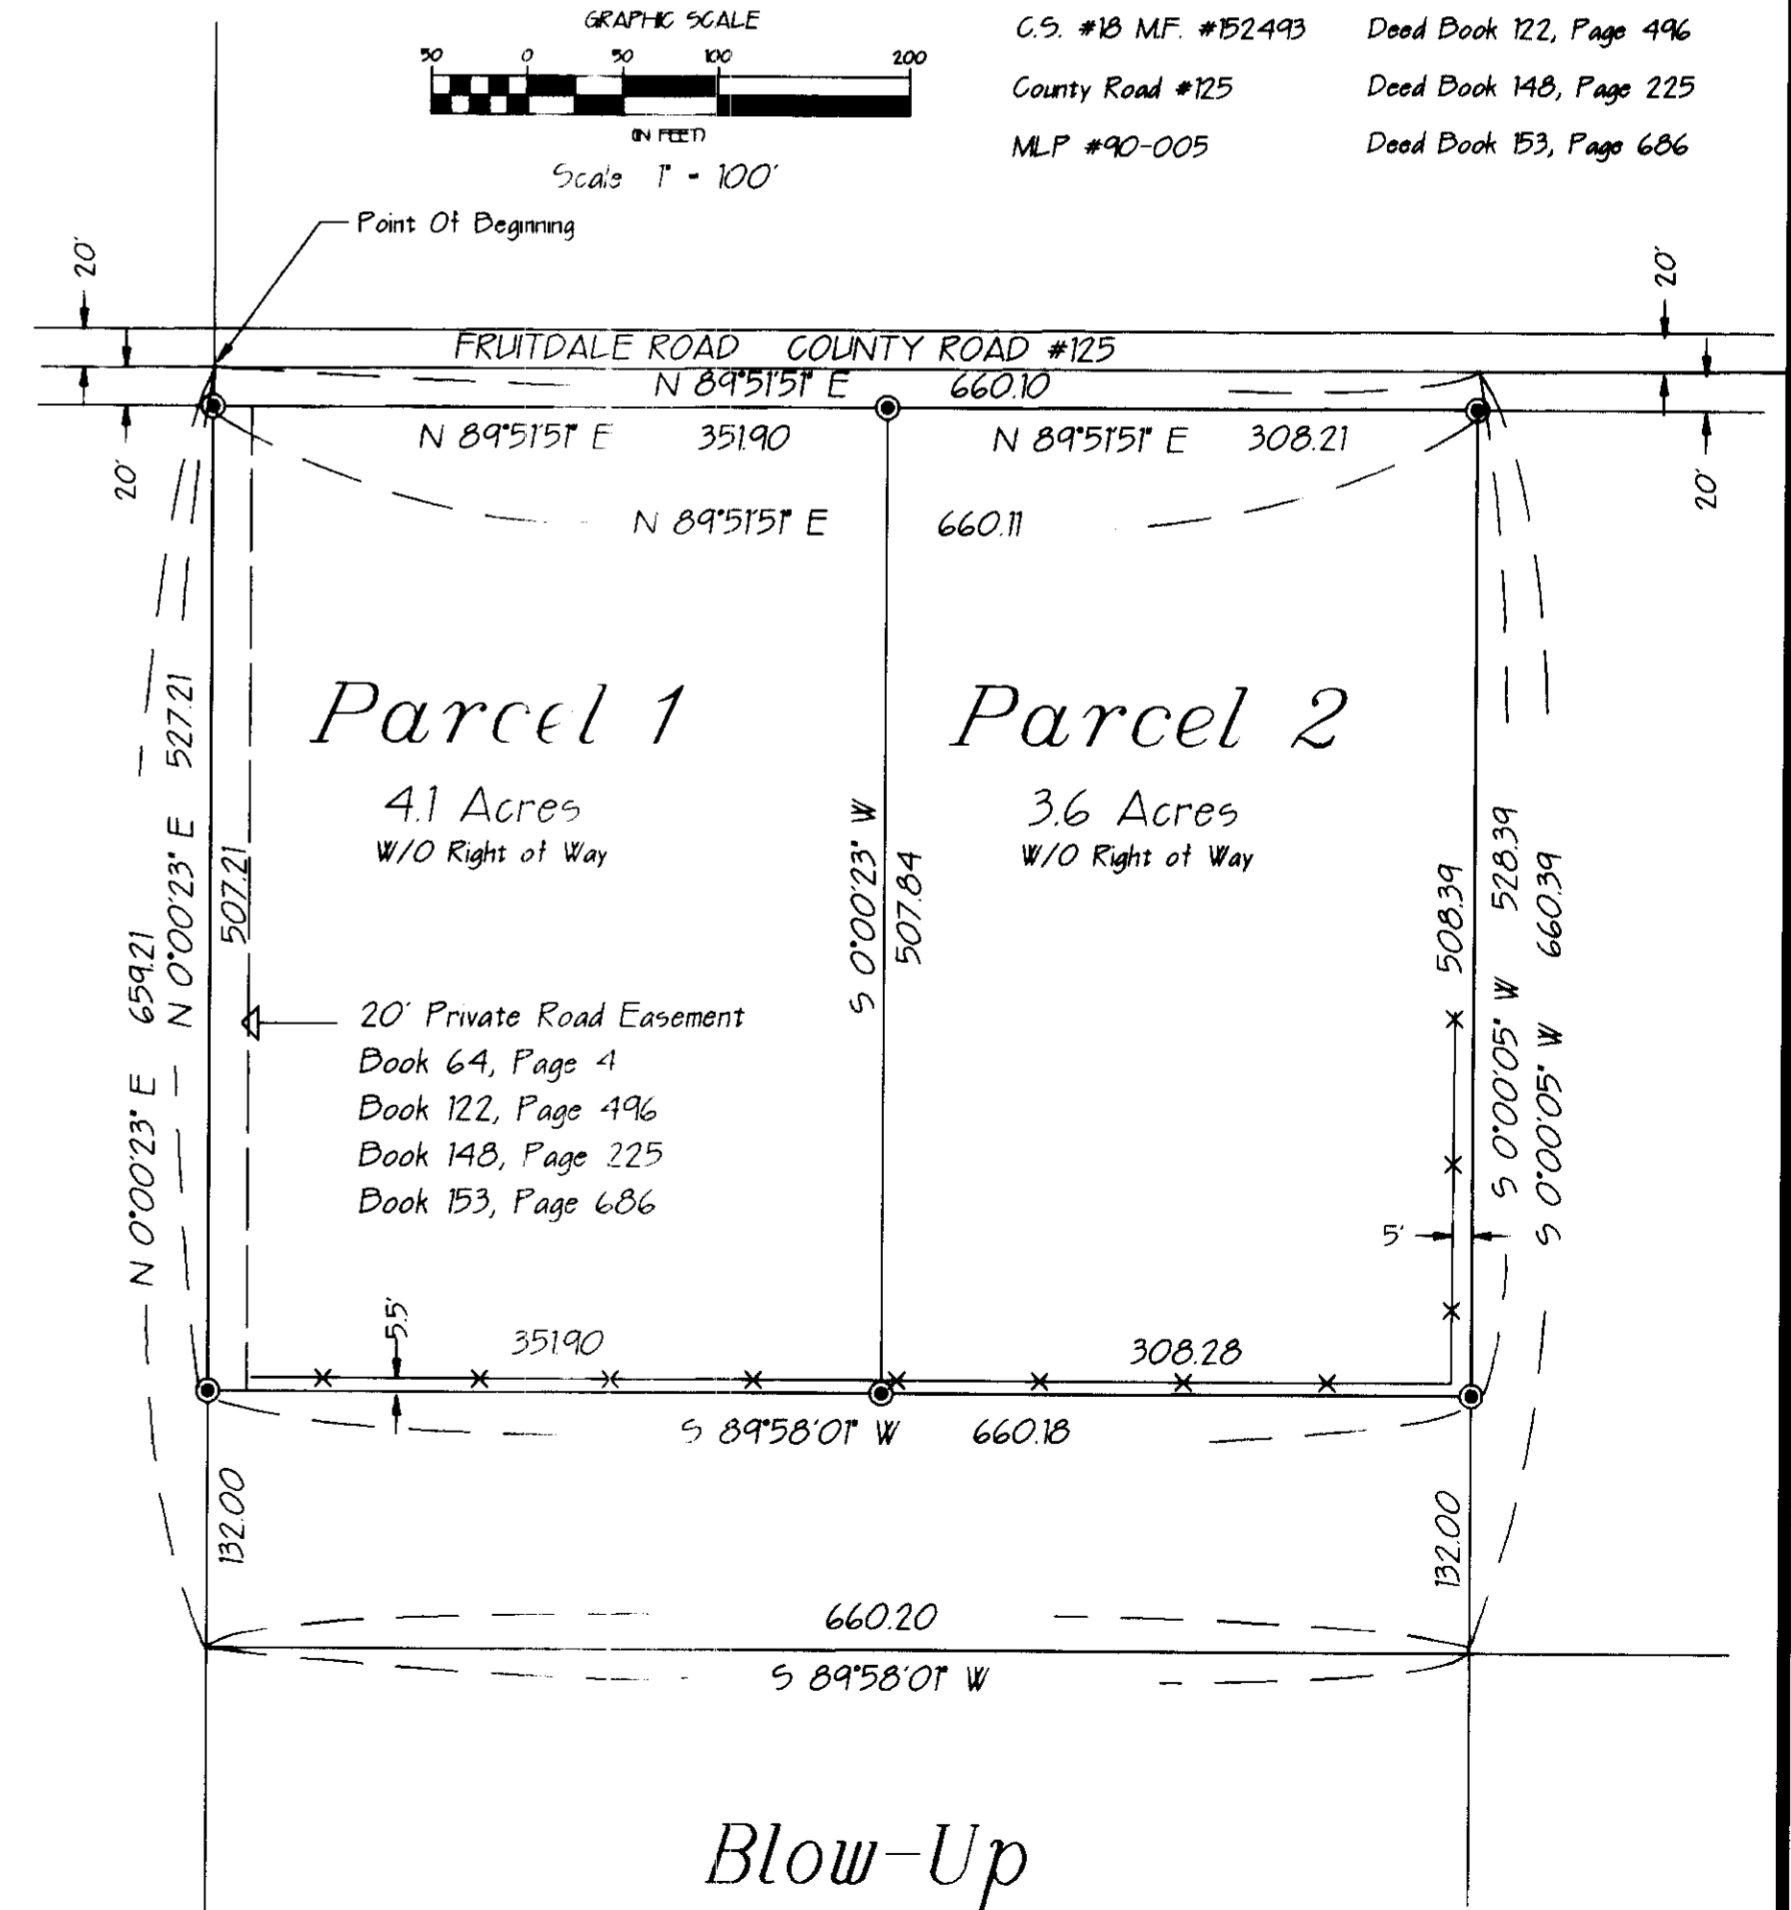 GRAPHIC SCALE
50 0 50 100 200
(IN FEET)
Scale 1" = 100'
C.S. #18 M.F. #152493 Deed Book 122, Page 496
County Road #125 Deed Book 148, Page 225
MLP #90-005 Deed Book 153, Page 686
Point Of Beginning
20'
20'
FRUITDALE ROAD COUNTY ROAD #125
N 89°51'51" E 660.10
N 89°51'51" E 351.90
N 89°51'51" E 308.21
20'
20'
N 89°51'51" E 660.11
Parcel 1
4.1 Acres
W/O Right of Way
Parcel 2
3.6 Acres
W/O Right of Way
N 0°00'23" E 659.21
N 0°00'23" E 527.21
507.21
S 0°00'23" W
507.84
508.39
S 0°00'05" W 528.39
S 0°00'05" W 660.39
20' Private Road Easement
Book 64, Page 4
Book 122, Page 496
Book 148, Page 225
Book 153, Page 686
5'
5.5'
351.90
308.28
S 89°58'01" W 660.18
132.00
132.00
660.20
S 89°58'01" W
Blow-Up